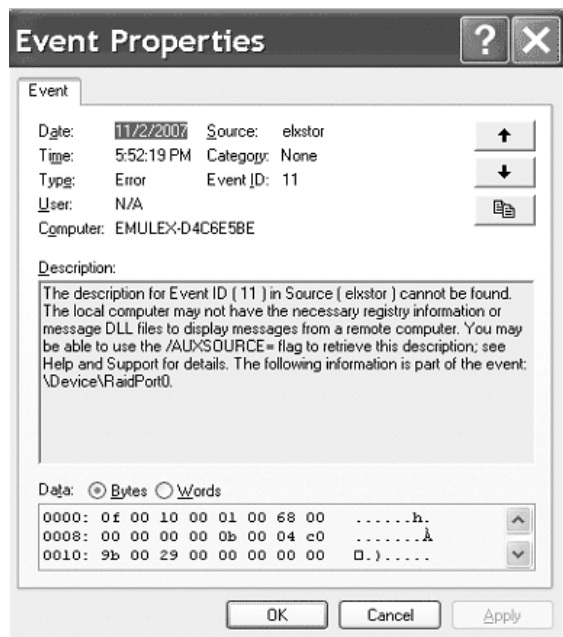 Event Properties
Event
Date: 11/2/2007 Source: elxstor
Time: 5:52:19 PM Category: None
Type: Error Event ID: 11
User: N/A
Computer: EMULEX-D4C6E5BE
Description:
The description for Event ID ( 11 ) in Source ( elxstor ) cannot be found.
The local computer may not have the necessary registry information or
message DLL files to display messages from a remote computer. You may
be able to use the /AUXSOURCE= flag to retrieve this description; see
Help and Support for details. The following information is part of the event:
\Device\RaidPort0.
Data: Bytes Words
0000: 0f 00 10 00 01 00 68 00 ......h.
0008: 00 00 00 00 0b 00 04 c0 .......À
0010: 9b 00 29 00 00 00 00 00 □.).....
OK Cancel Apply